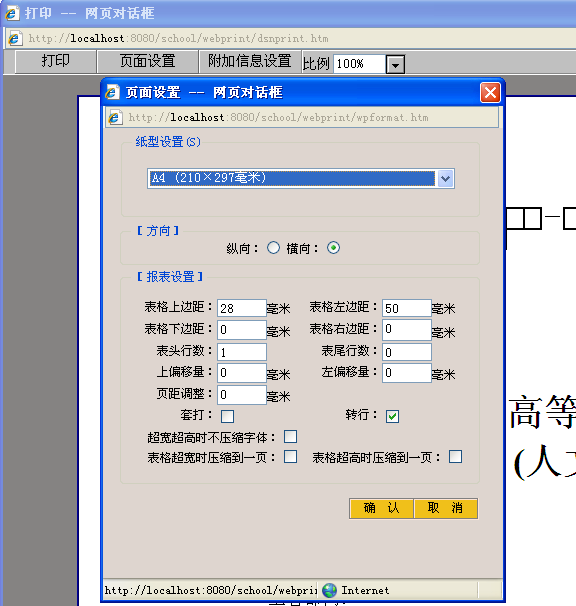 打印 -- 网页对话框
http://localhost:8080/school/webprint/dsnprint.htm
打印 页面设置 附加信息设置 比例 100%
页面设置 -- 网页对话框
http://localhost:8080/school/webprint/wpformat.htm
纸型设置(S)
A4 (210×297毫米)
[ 方向 ]
纵向： 横向：
[ 报表设置 ]
表格上边距： 28 毫米 表格左边距： 50 毫米
表格下边距： 0 毫米 表格右边距： 0 毫米
表头行数： 1 表尾行数： 0
上偏移量： 0 毫米 左偏移量： 0 毫米
页距调整： 0 毫米
套打： 转行：
超宽超高时不压缩字体：
表格超宽时压缩到一页： 表格超高时压缩到一页：
高等
(人文
确 认 取 消
http://localhost:8080/school/webpri Internet